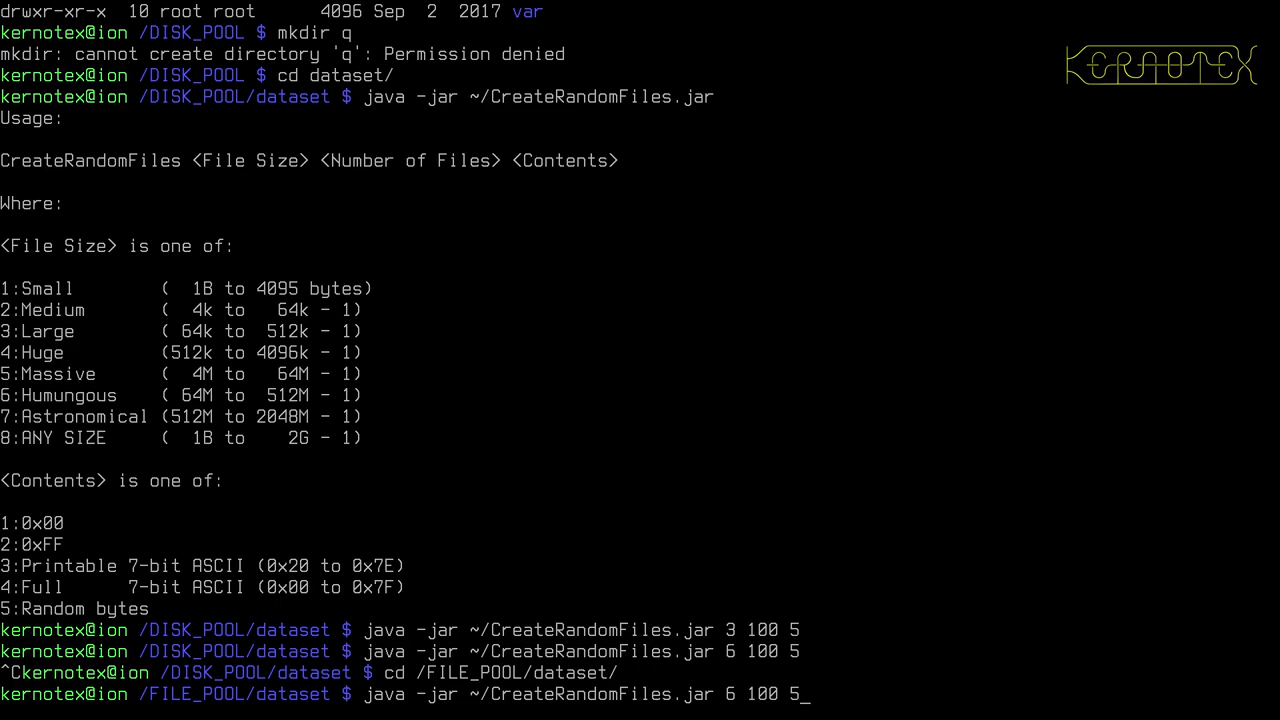 drwxr-xr-x  10 root root      4096 Sep  2  2017 var
kernotex@ion /DISK_POOL $ mkdir q
mkdir: cannot create directory 'q': Permission denied
kernotex@ion /DISK_POOL $ cd dataset/
kernotex@ion /DISK_POOL/dataset $ java -jar ~/CreateRandomFiles.jar
KERNOTEX
Usage:
CreateRandomFiles <File Size> <Number of Files> <Contents>
Where:
<File Size> is one of:
1:Small        (  1B to 4095 bytes)
2:Medium       (  4k to   64k - 1)
3:Large        ( 64k to  512k - 1)
4:Huge         (512k to 4096k - 1)
5:Massive      (  4M to   64M - 1)
6:Humungous    ( 64M to  512M - 1)
7:Astronomical (512M to 2048M - 1)
8:ANY SIZE     (  1B to    2G - 1)
<Contents> is one of:
1:0x00
2:0xFF
3:Printable 7-bit ASCII (0x20 to 0x7E)
4:Full      7-bit ASCII (0x00 to 0x7F)
5:Random bytes
kernotex@ion /DISK_POOL/dataset $ java -jar ~/CreateRandomFiles.jar 3 100 5
kernotex@ion /DISK_POOL/dataset $ java -jar ~/CreateRandomFiles.jar 6 100 5
^Ckernotex@ion /DISK_POOL/dataset $ cd /FILE_POOL/dataset/
kernotex@ion /FILE_POOL/dataset $ java -jar ~/CreateRandomFiles.jar 6 100 5_